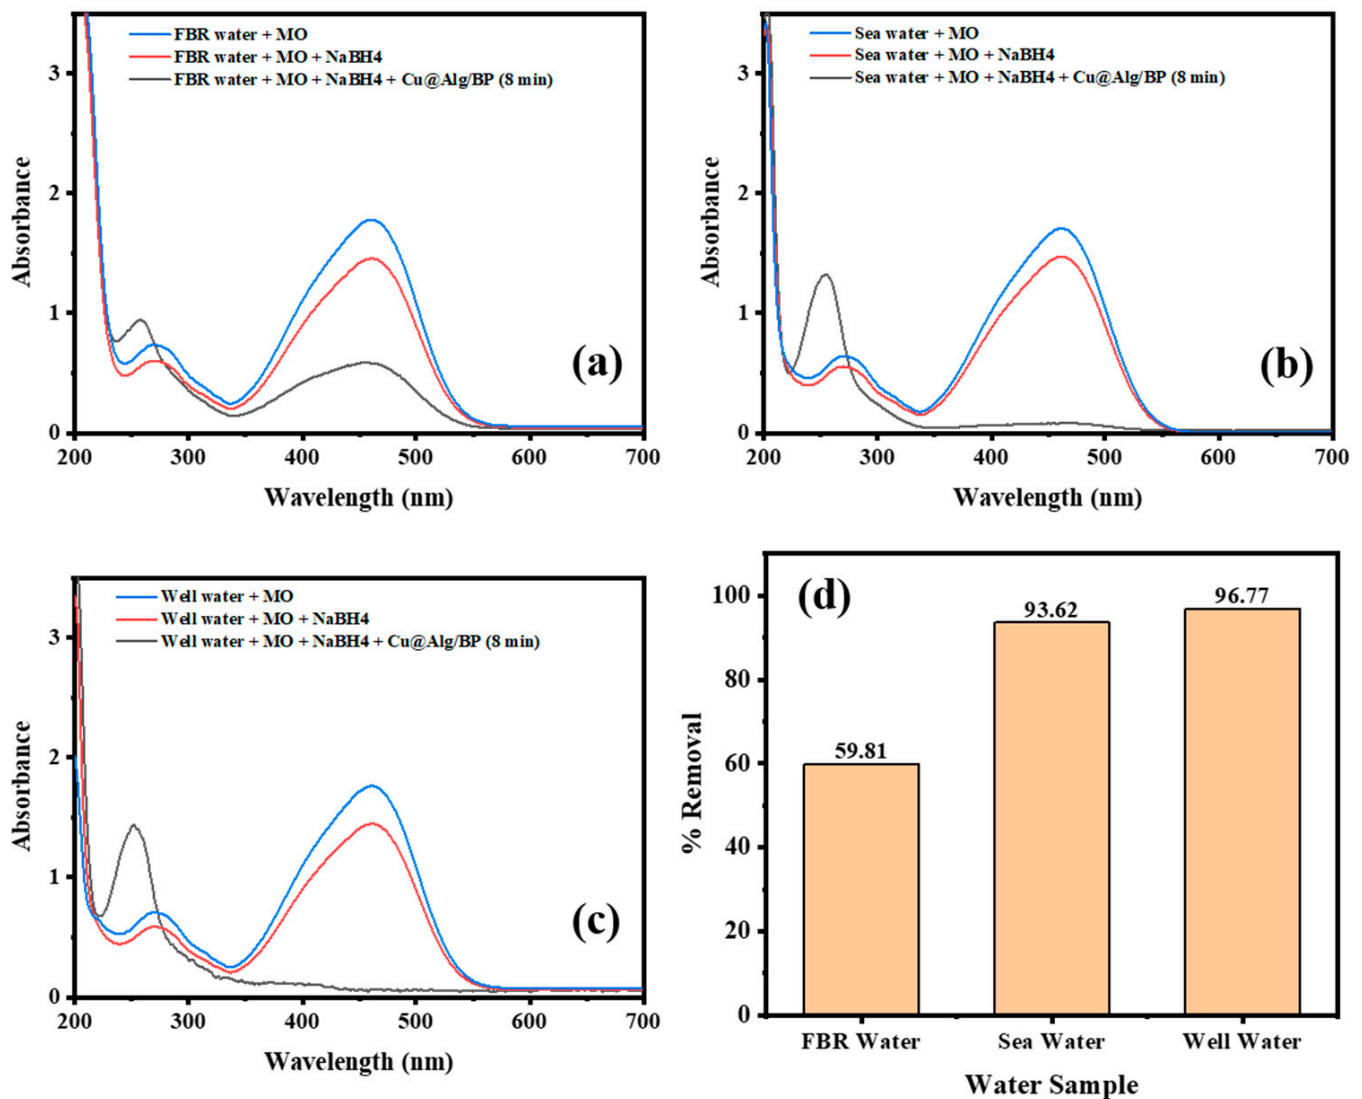 FBR water + MO
FBR water + MO + NaBH4
FBR water + MO + NaBH4 + Cu@Alg/BP (8 min)
3
2
1
0
Absorbance
(a)
200 300 400 500 600 700
Wavelength (nm)
Sea water + MO
Sea water + MO + NaBH4
Sea water + MO + NaBH4 + Cu@Alg/BP (8 min)
3
2
1
0
Absorbance
(b)
200 300 400 500 600 700
Wavelength (nm)
Well water + MO
Well water + MO + NaBH4
Well water + MO + NaBH4 + Cu@Alg/BP (8 min)
3
2
1
0
Absorbance
(c)
200 300 400 500 600 700
Wavelength (nm)
(d)
100
80
60
40
20
0
% Removal
59.81
93.62
96.77
FBR Water Sea Water Well Water
Water Sample